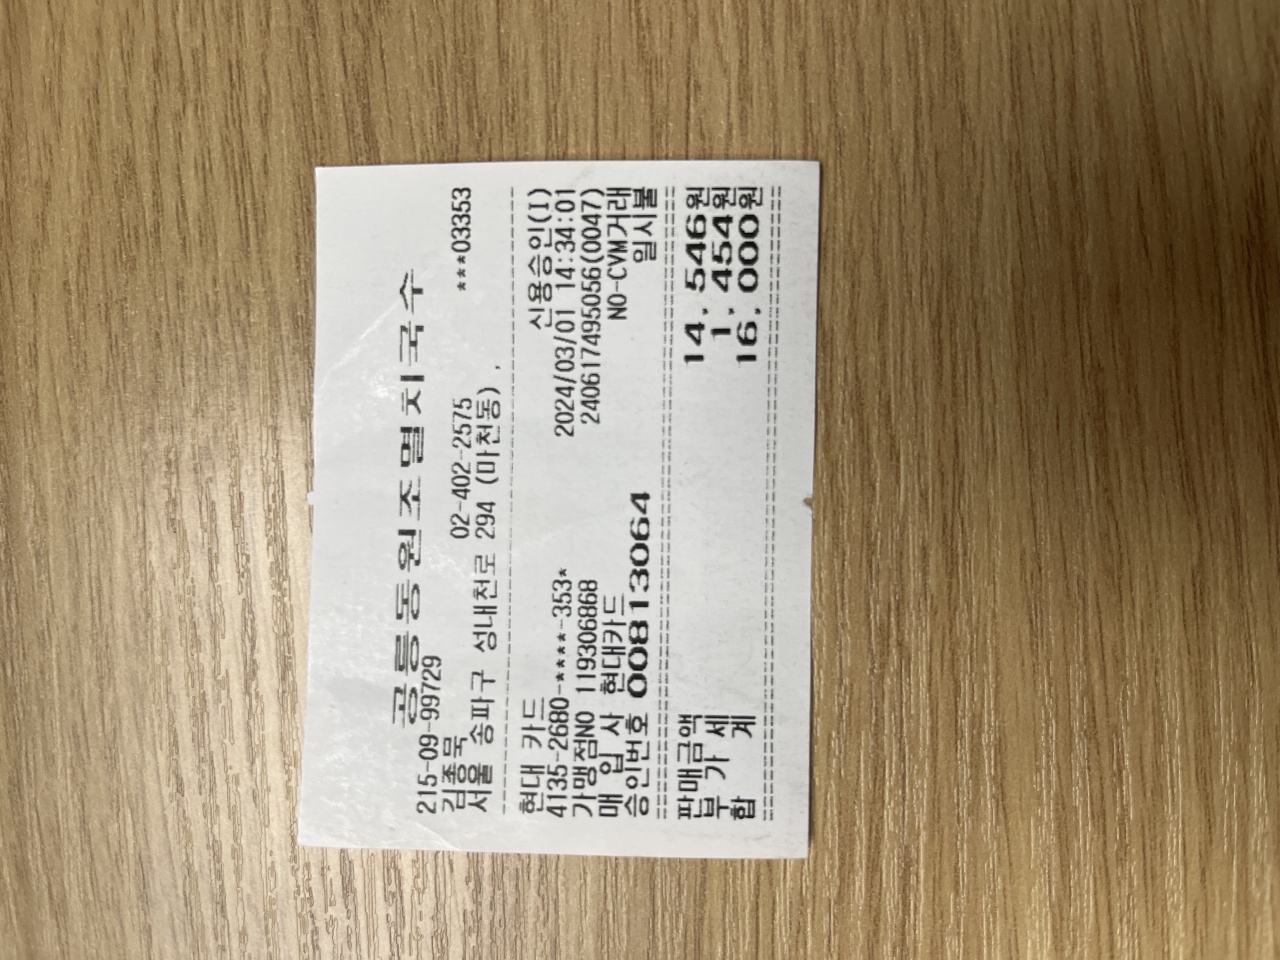 공릉동원조멸치국수
215-09-99729 ***03353
김종묵 02-402-2575
서울 송파구 성내천로 294 (마천동) ,
현대 카드 신용승인(I)
4135-2680-****-353* 2024/03/01 14:34:01
가맹점NO 119306868 240617495056(0047)
매 입 사 현대카드 NO-CVM거래
승인번호 00813064 일시불
판매금액 14,546원
부 가 세 1,454원
합 계 16,000원